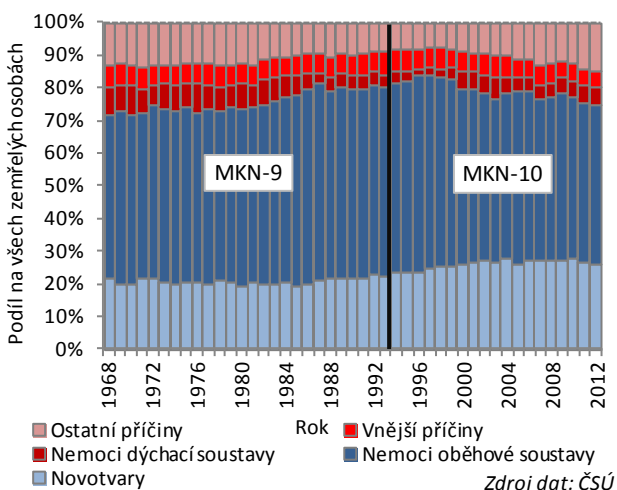 Podíl na všech zemřelých osobách
100%
90%
80%
70%
60%
50%
40%
30%
20%
10%
0%
MKN-9
MKN-10
1968
1972
1976
1980
1984
1988
1992
1996
2000
2004
2008
2012
Rok
Ostatní příčiny
Vnější příčiny
Nemoci dýchací soustavy
Nemoci oběhové soustavy
Novotvary
Zdroj dat: ČSÚ